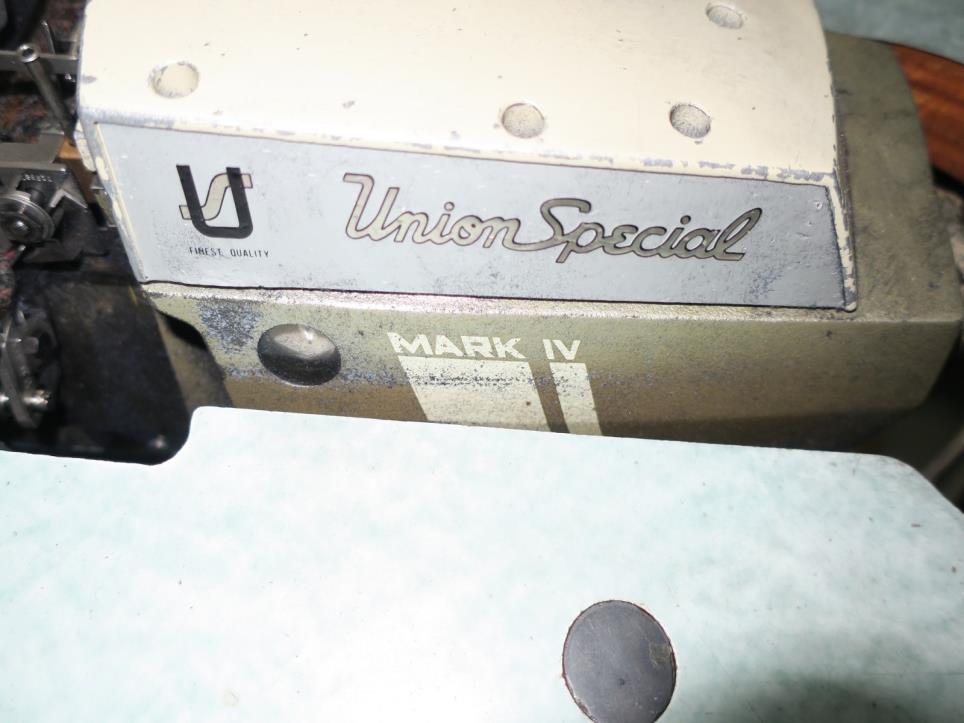 US
FINEST QUALITY
Union Special
MARK IV